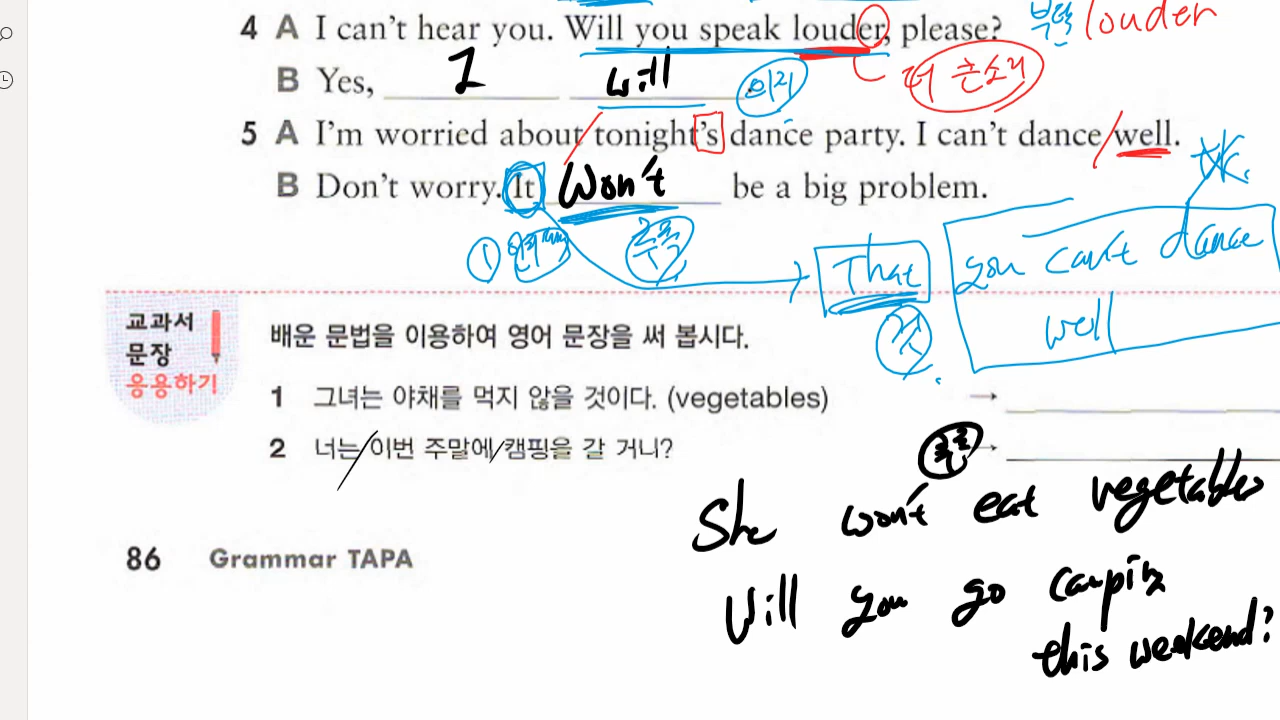 4 A I can't hear you. Will you speak louder, please? 부탁 louder
B Yes, I will 의지 더 큰소리
5 A I'm worried about tonight's dance party. I can't dance well.
B Don't worry. It won't be a big problem.
① 추측 That you can't dance
것 well
교과서
문장
응용하기
배운 문법을 이용하여 영어 문장을 써 봅시다.
1 그녀는 야채를 먹지 않을 것이다. (vegetables) →
2 너는/이번 주말에/캠핑을 갈 거니? →
She won't eat vegetables
Will you go camping
this weekend?
86 Grammar TAPA